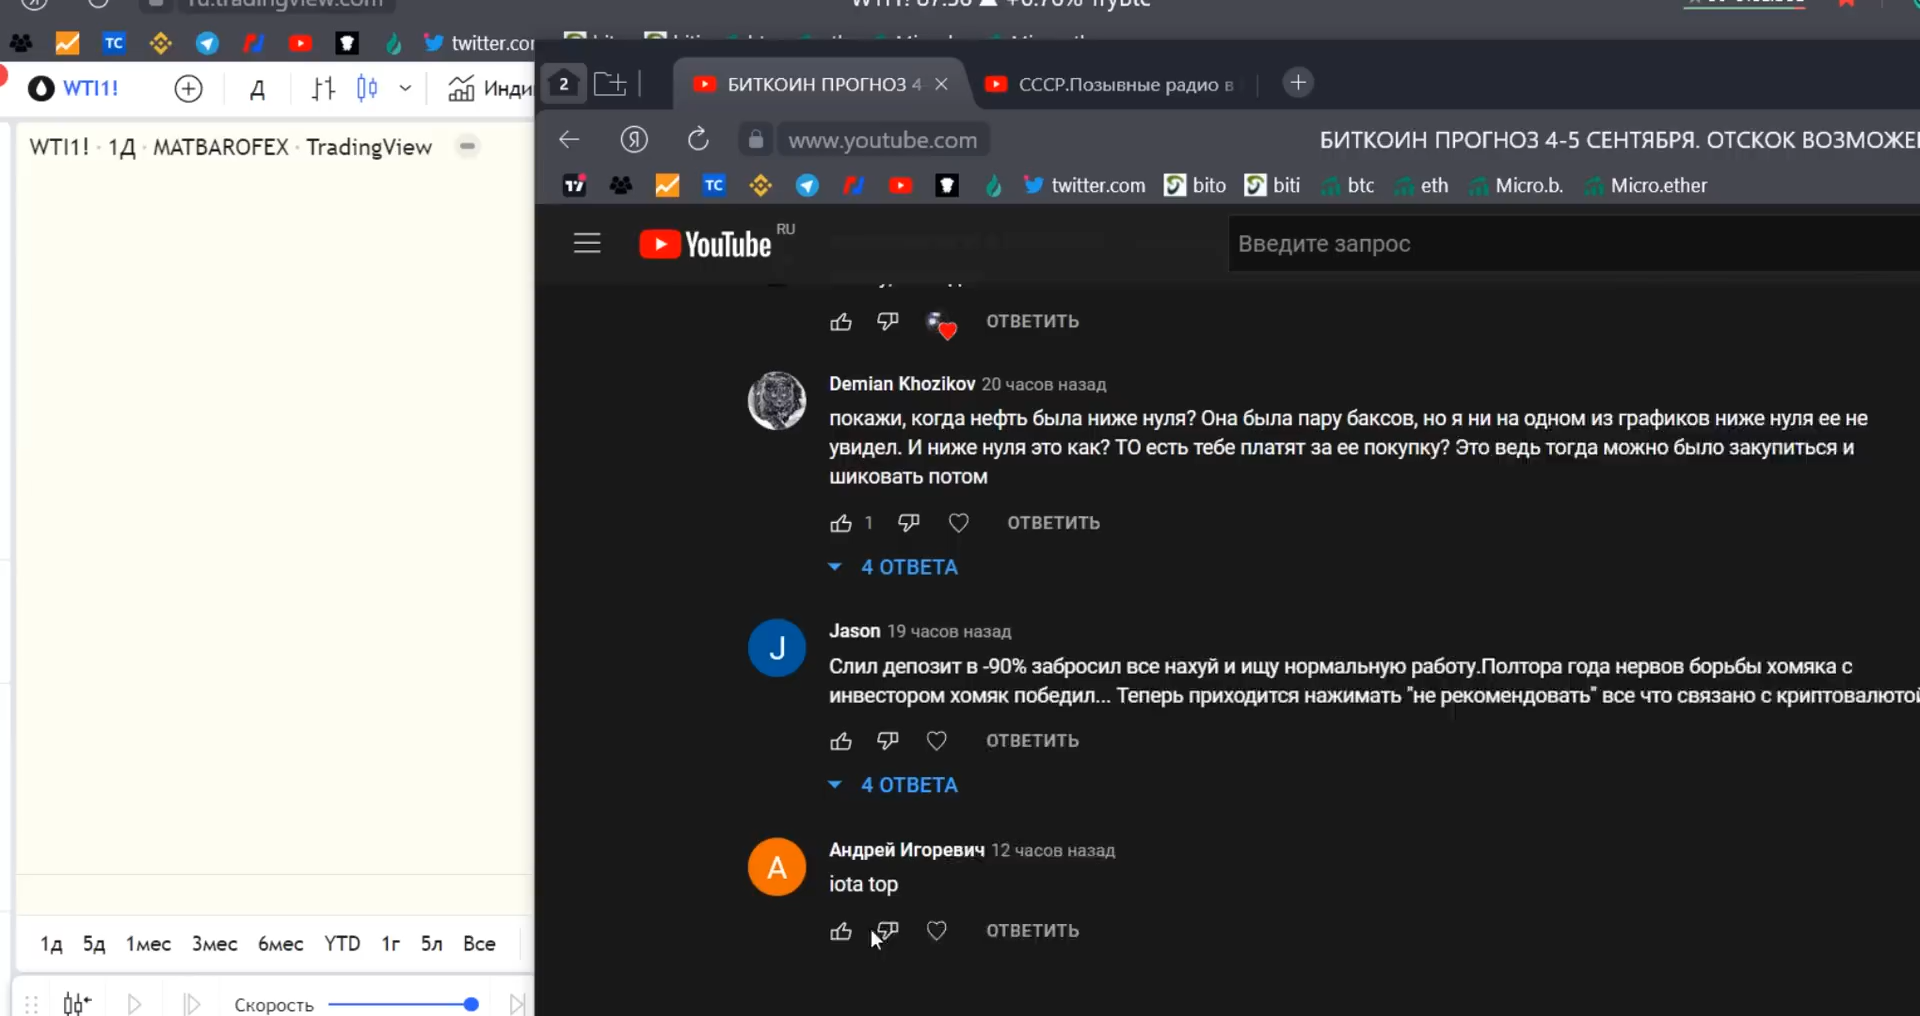 twitter.co
WTI1!
Д
WTI1! · 1Д · MATBAROFEX · TradingView
1д 5д 1мес 3мес 6мес YTD 1г 5л Все
Скорость
2
БИТКОИН ПРОГНОЗ 4
СССР.Позывные радио в
www.youtube.com
БИТКОИН ПРОГНОЗ 4-5 СЕНТЯБРЯ. ОТСКОК
TC twitter.com bito biti btc eth Micro.b. Micro.ether
YouTube RU
Введите запрос
ОТВЕТИТЬ
Demian Khozikov 20 часов назад
покажи, когда нефть была ниже нуля? Она была пару баксов, но я ни на одном из графиков ниже нуля ее не
увидел. И ниже нуля это как? ТО есть тебе платят за ее покупку? Это ведь тогда можно было закупиться и
шиковать потом
1 ОТВЕТИТЬ
4 ОТВЕТА
J
Jason 19 часов назад
Слил депозит в -90% забросил все нахуй и ищу нормальную работу.Полтора года нервов борьбы хомяка с
инвестором хомяк победил... Теперь приходится нажимать "не рекомендовать" все что связано с криптовалютой
ОТВЕТИТЬ
4 ОТВЕТА
А
Андрей Игоревич 12 часов назад
iota top
ОТВЕТИТЬ